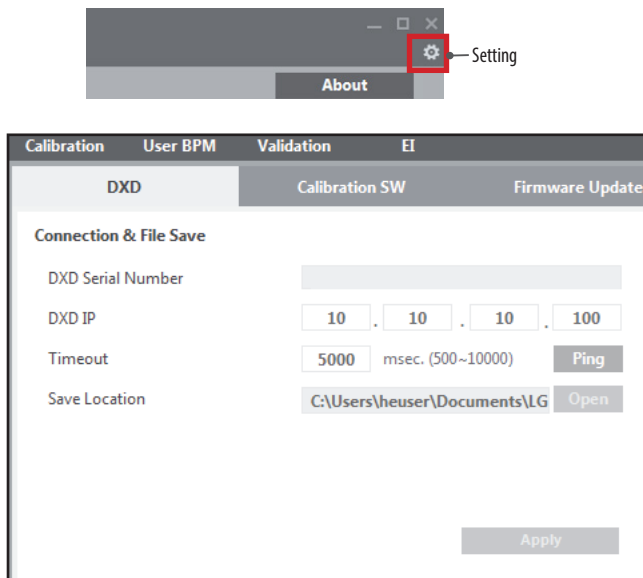 Setting
About
Calibration User BPM Validation EI
DXD Calibration SW Firmware Update
Connection & File Save
DXD Serial Number
DXD IP 10 . 10 . 10 . 100
Timeout 5000 msec. (500~10000) Ping
Save Location C:\Users\heuser\Documents\LG Open
Apply